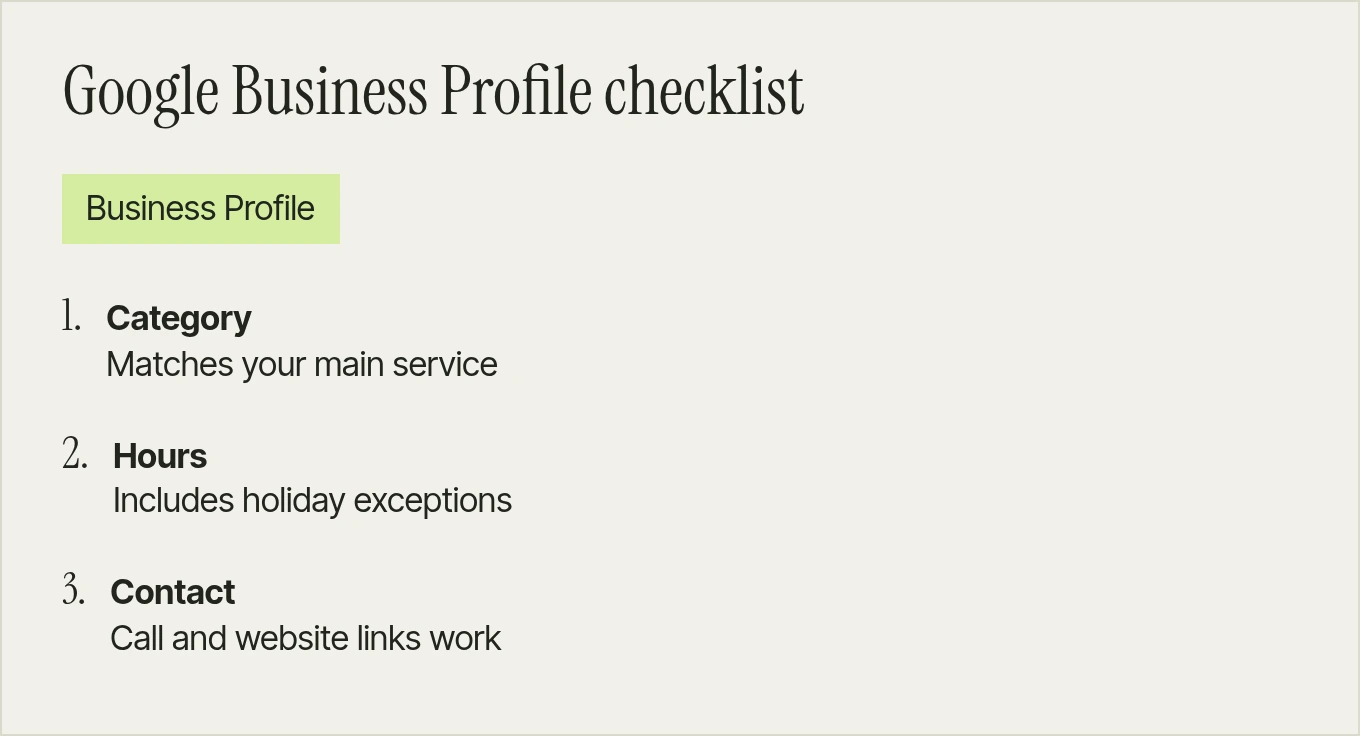 Google Business Profile checklist
Business Profile
1. Category
Matches your main service
2. Hours
Includes holiday exceptions
3. Contact
Call and website links work